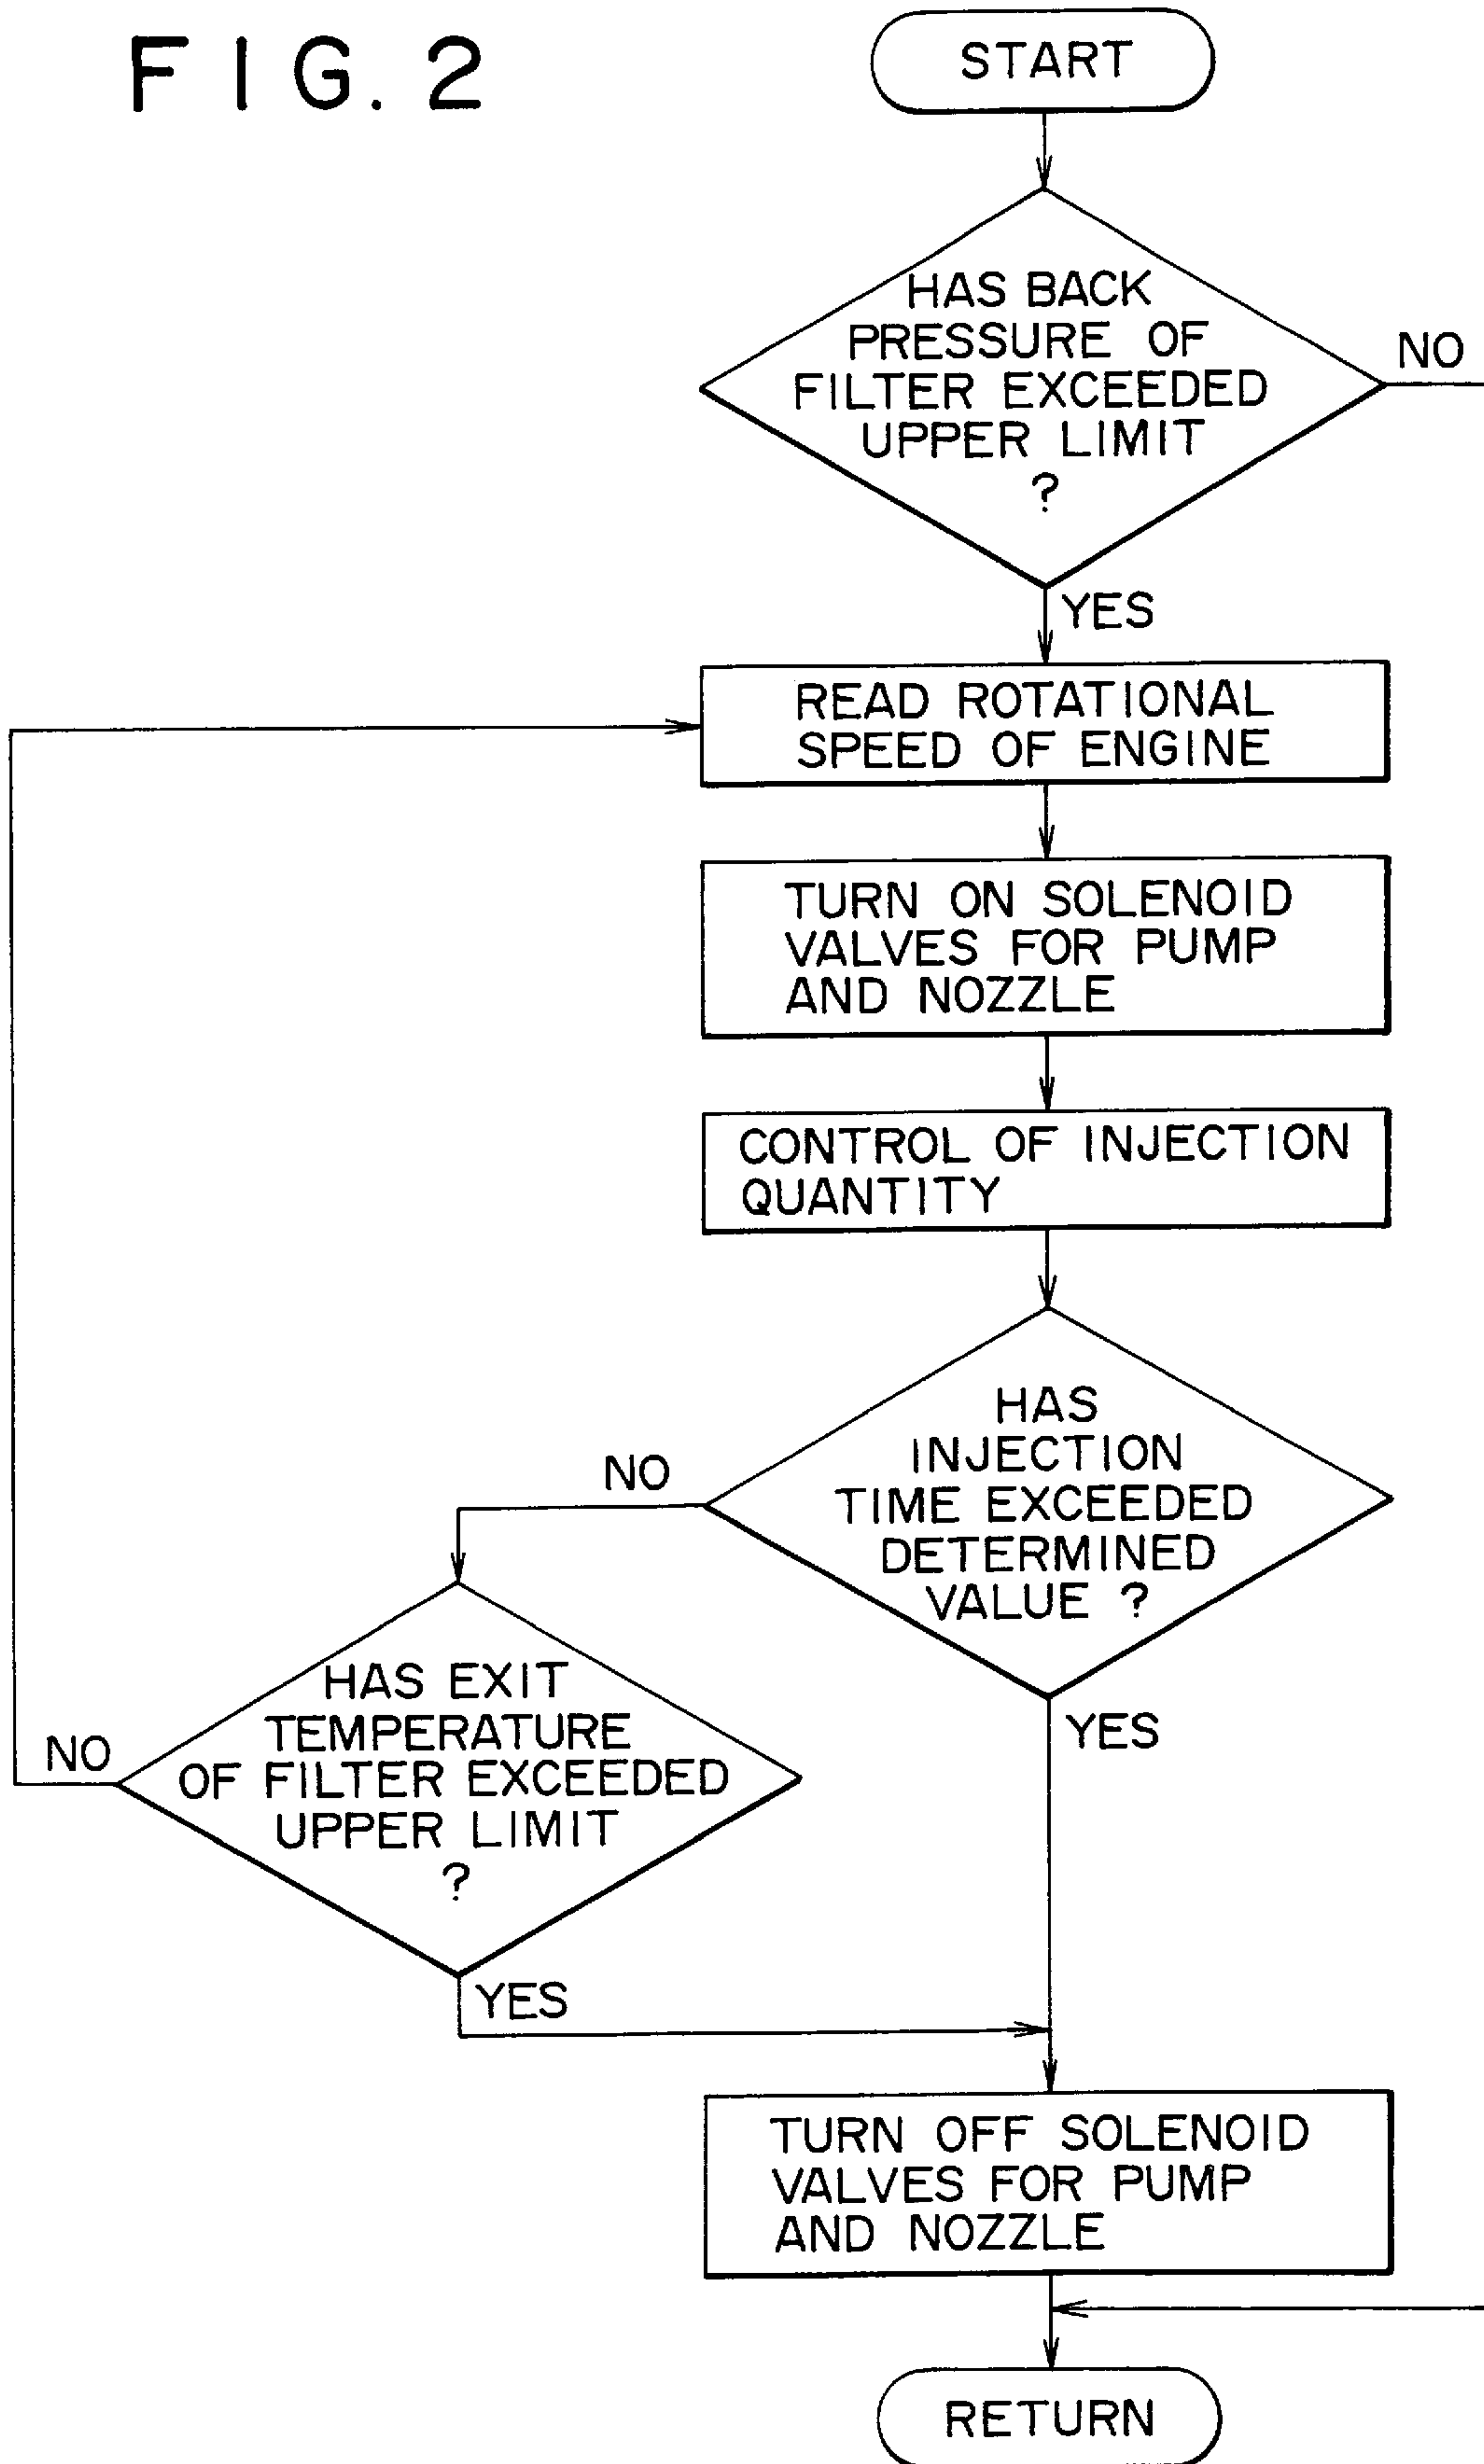 FIG. 2
START
HAS BACK
PRESSURE OF
FILTER EXCEEDED
UPPER LIMIT
?
NO
YES
READ ROTATIONAL
SPEED OF ENGINE
TURN ON SOLENOID
VALVES FOR PUMP
AND NOZZLE
CONTROL OF INJECTION
QUANTITY
HAS
INJECTION
TIME EXCEEDED
DETERMINED
VALUE ?
NO
YES
HAS EXIT
TEMPERATURE
OF FILTER EXCEEDED
UPPER LIMIT
?
NO
YES
TURN OFF SOLENOID
VALVES FOR PUMP
AND NOZZLE
RETURN